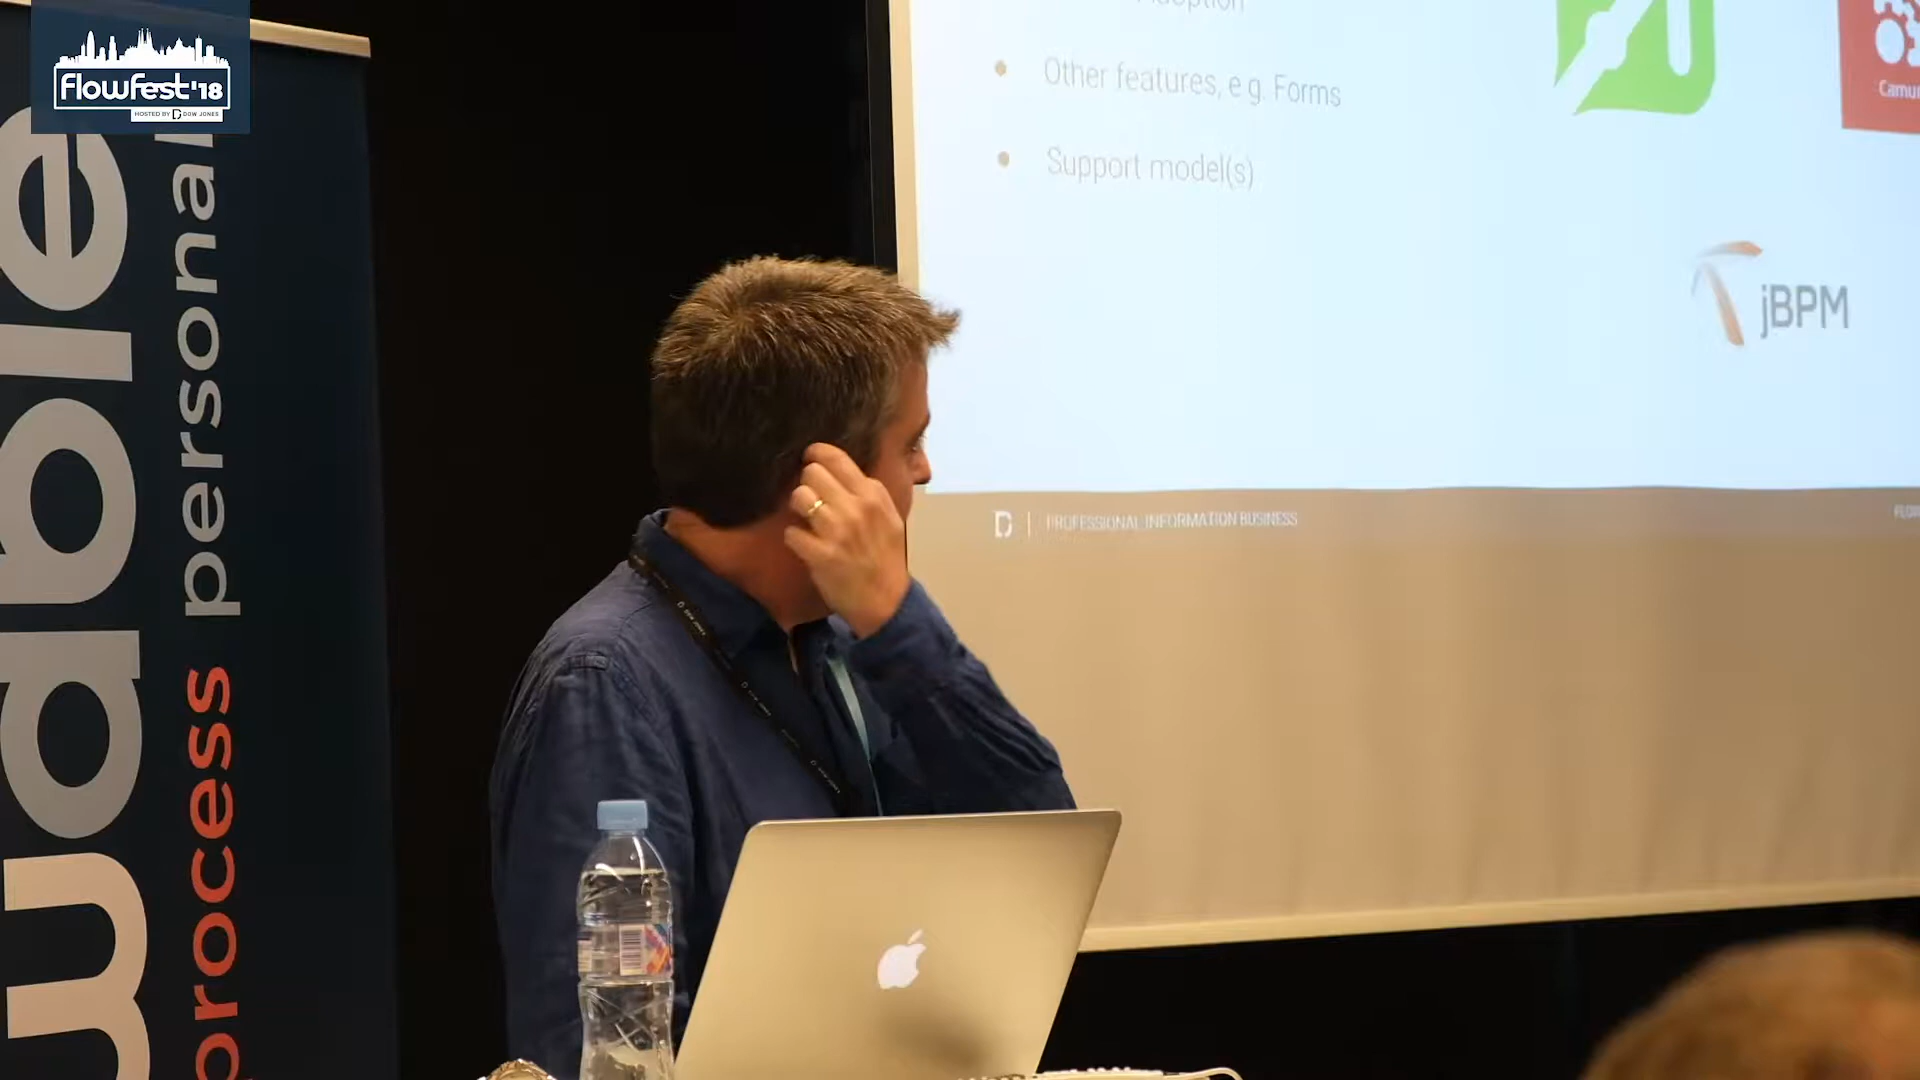 FlowFest'18
HOSTED BY DOW JONES
personal
process
• Other features, e g. Forms
• Support model(s)
jBPM
PROFESSIONAL INFORMATION BUSINESS